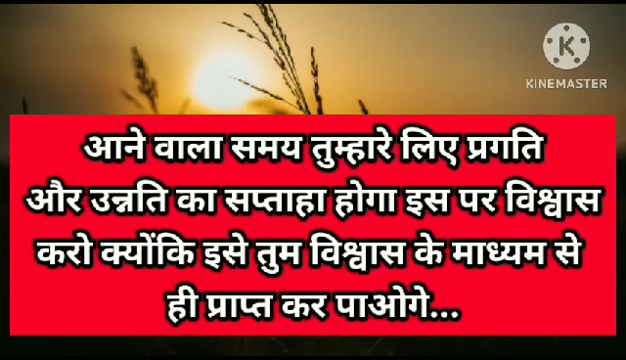 KINEMASTER
आने वाला समय तुम्हारे लिए प्रगति
और उन्नति का सप्ताहा होगा इस पर विश्वास
करो क्योंकि इसे तुम विश्वास के माध्यम से
ही प्राप्त कर पाओगे...